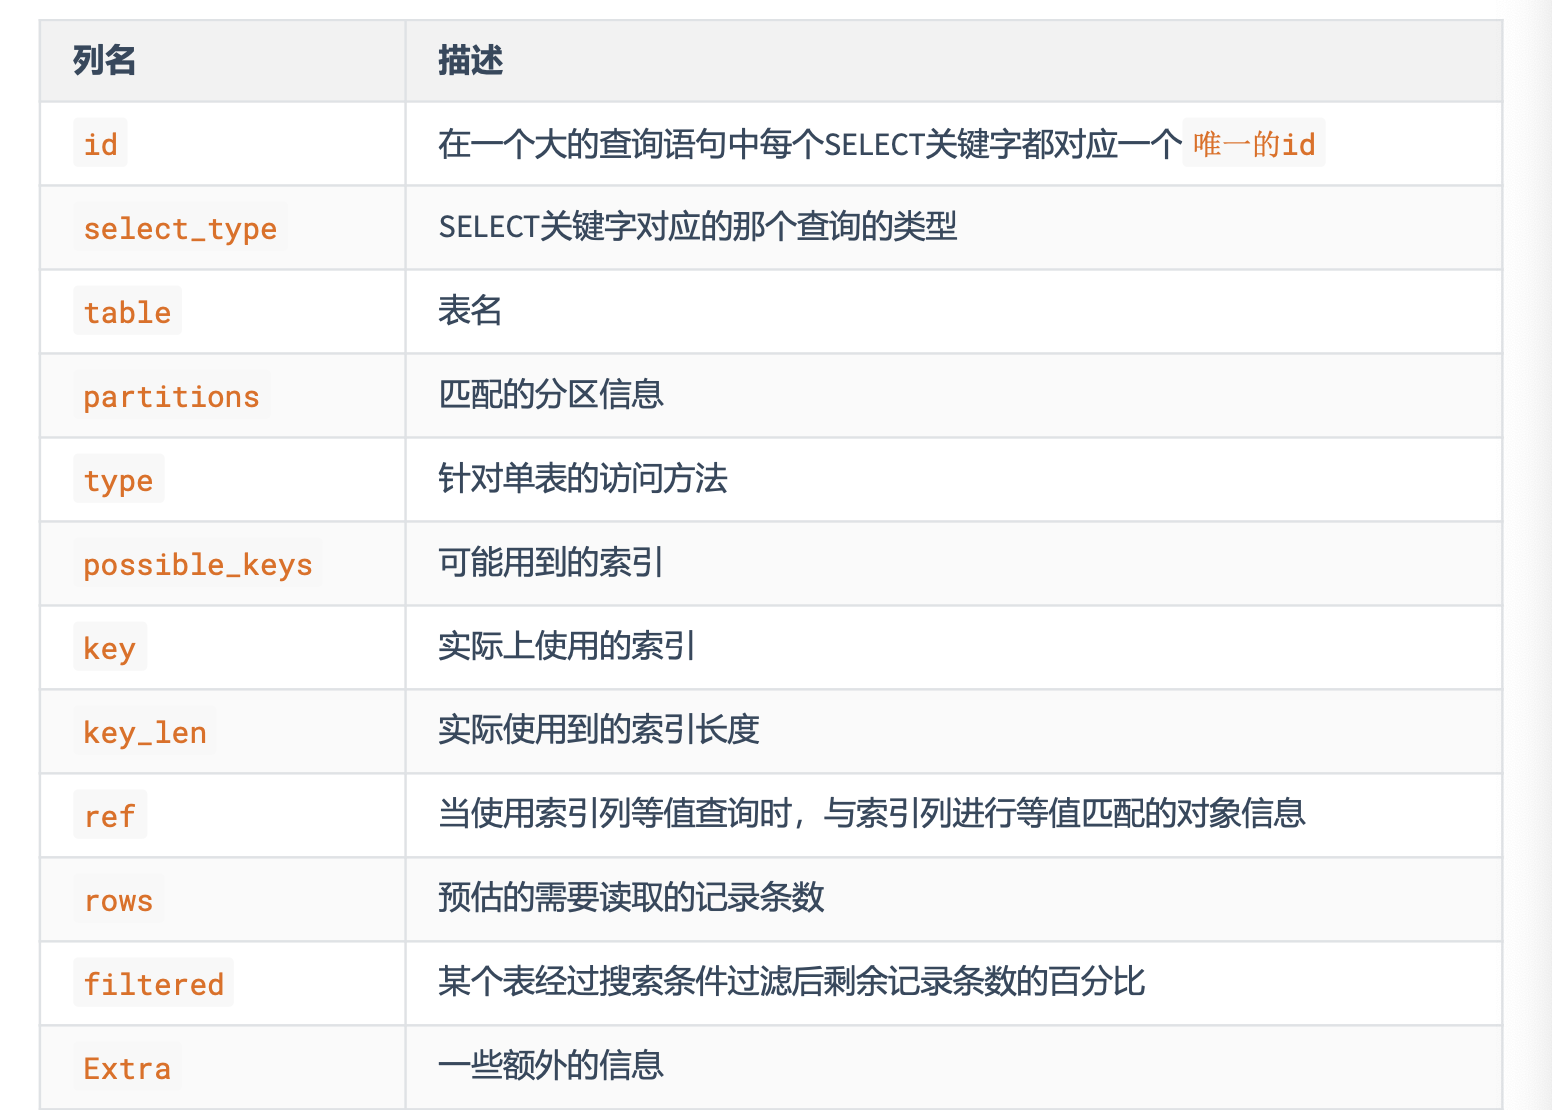 列名 描述
id 在一个大的查询语句中每个SELECT关键字都对应一个 唯一的id
select_type SELECT关键字对应的那个查询的类型
table 表名
partitions 匹配的分区信息
type 针对单表的访问方法
possible_keys 可能用到的索引
key 实际上使用的索引
key_len 实际使用到的索引长度
ref 当使用索引列等值查询时，与索引列进行等值匹配的对象信息
rows 预估的需要读取的记录条数
filtered 某个表经过搜索条件过滤后剩余记录条数的百分比
Extra 一些额外的信息